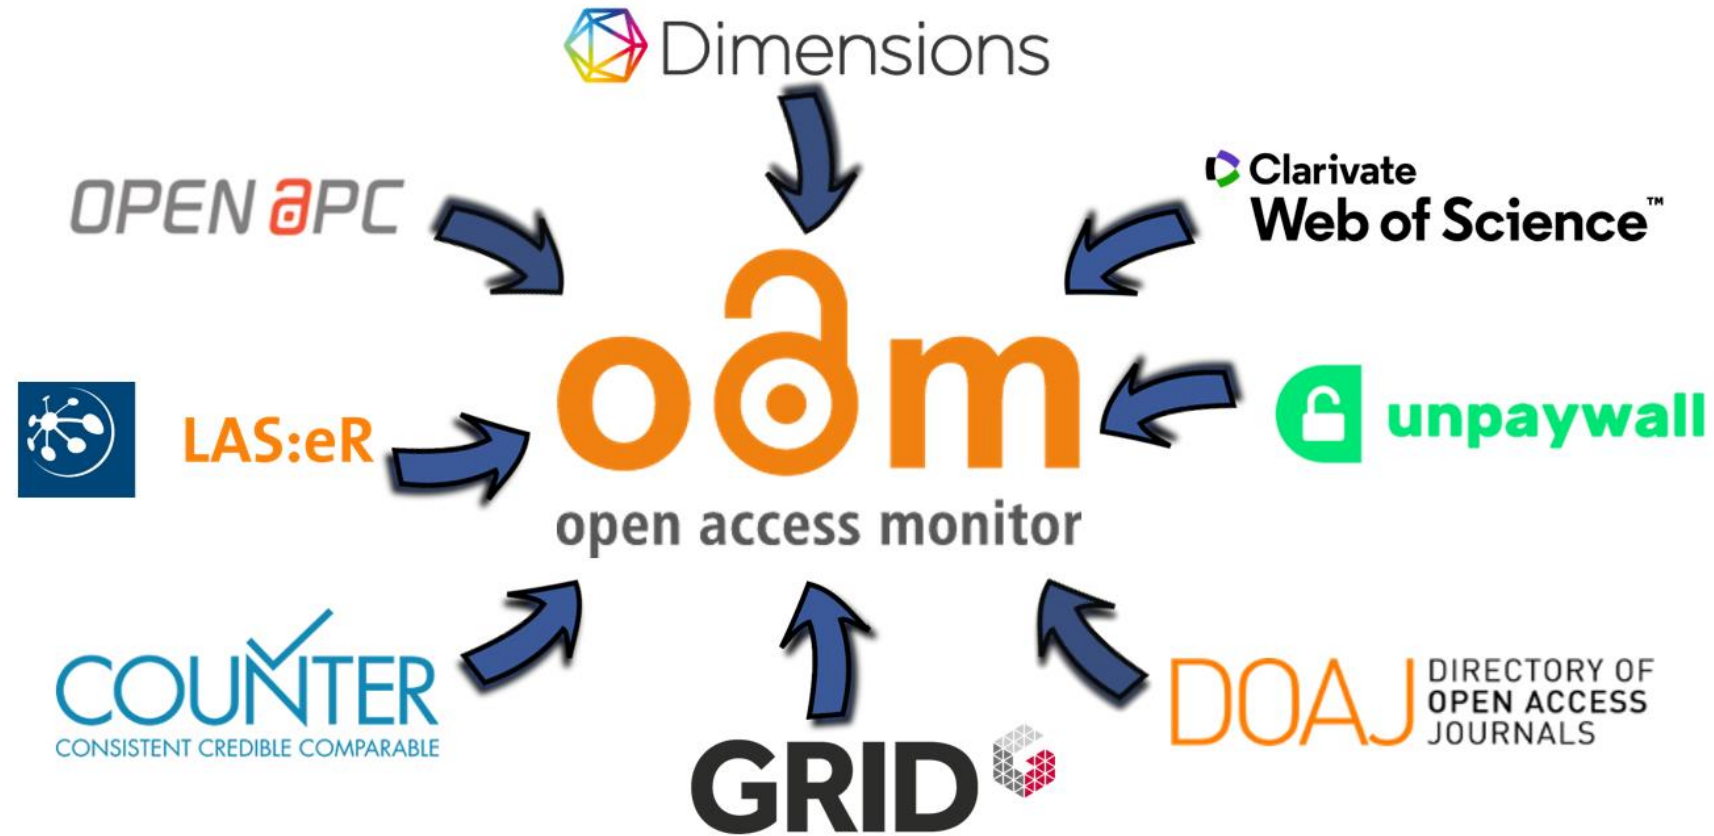 Dimensions
OPEN aPC
Clarivate
Web of Science™
oam
open access monitor
LAS:eR
unpaywall
COUNTER
CONSISTENT CREDIBLE COMPARABLE
GRID
DOAJ
DIRECTORY OF
OPEN ACCESS
JOURNALS